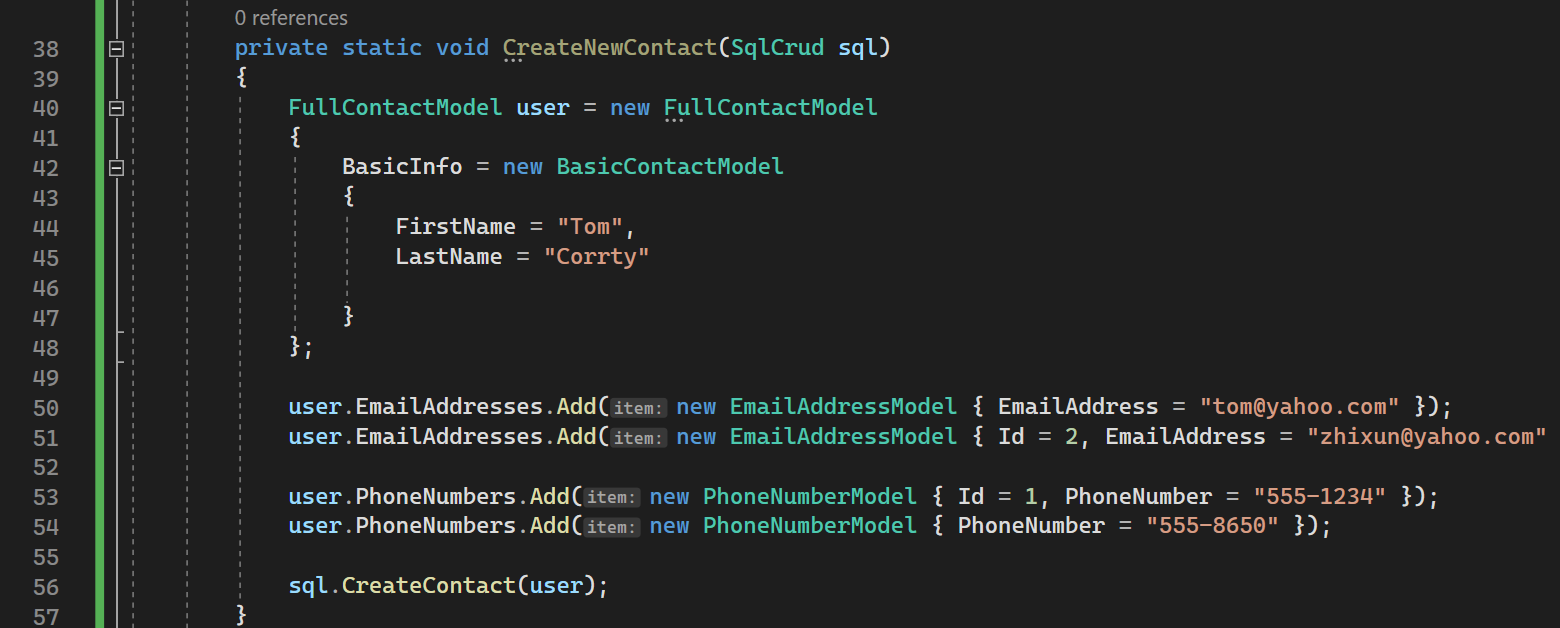 0 references
38 private static void CreateNewContact(SqlCrud sql)
39 {
40 FullContactModel user = new FullContactModel
41 {
42 BasicInfo = new BasicContactModel
43 {
44 FirstName = "Tom",
45 LastName = "Corrty"
46
47 }
48 };
49
50 user.EmailAddresses.Add(item: new EmailAddressModel { EmailAddress = "tom@yahoo.com" });
51 user.EmailAddresses.Add(item: new EmailAddressModel { Id = 2, EmailAddress = "zhixun@yahoo.com"
52
53 user.PhoneNumbers.Add(item: new PhoneNumberModel { Id = 1, PhoneNumber = "555-1234" });
54 user.PhoneNumbers.Add(item: new PhoneNumberModel { PhoneNumber = "555-8650" });
55
56 sql.CreateContact(user);
57 }